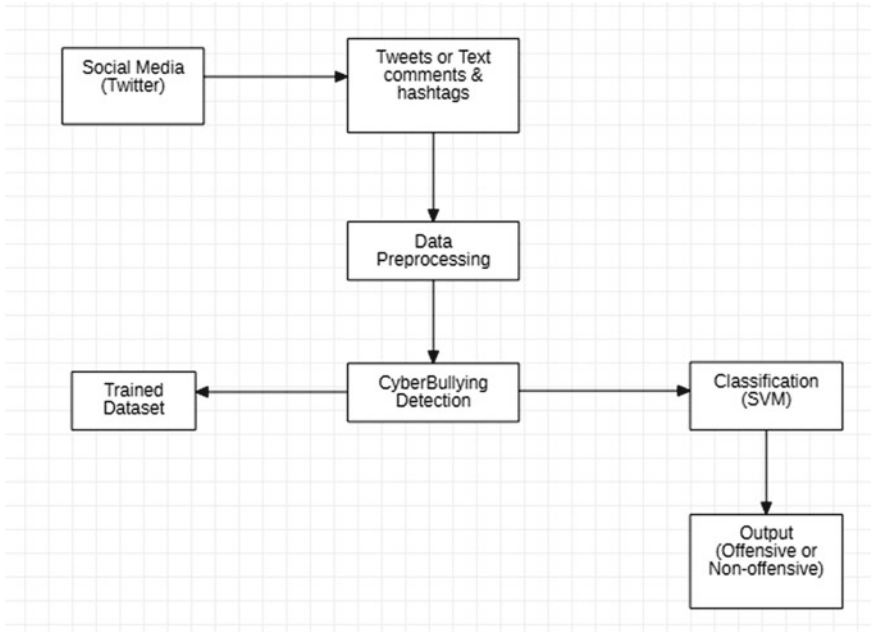 Social Media
(Twitter)
Tweets or Text
comments &
hashtags
Data
Preprocessing
Trained
Dataset
CyberBullying
Detection
Classification
(SVM)
Output
(Offensive or
Non-offensive)